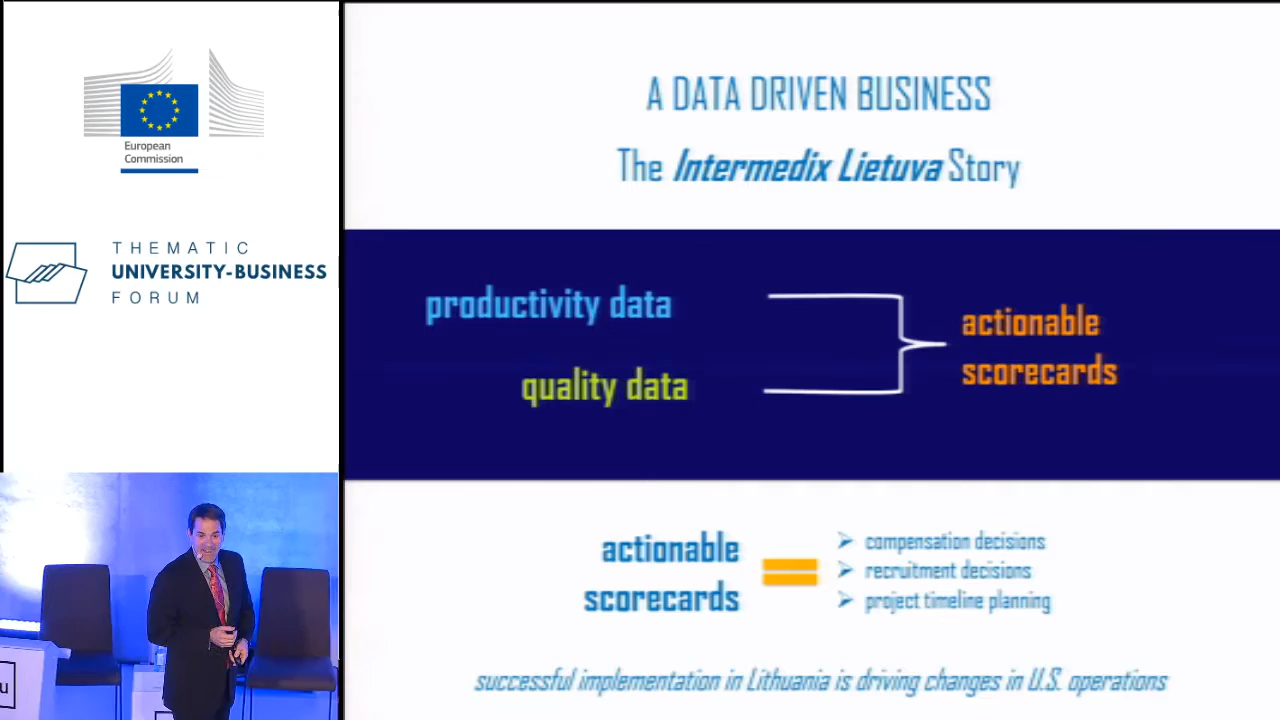 European
Commission
THEMATIC
UNIVERSITY-BUSINESS
FORUM
A DATA DRIVEN BUSINESS
The Intermedix Lietuva Story
productivity data
quality data
actionable
scorecards
actionable
scorecards
compensation decisions
recruitment decisions
project timeline planning
successful implementation in Lithuania is driving changes in U.S. operations
u